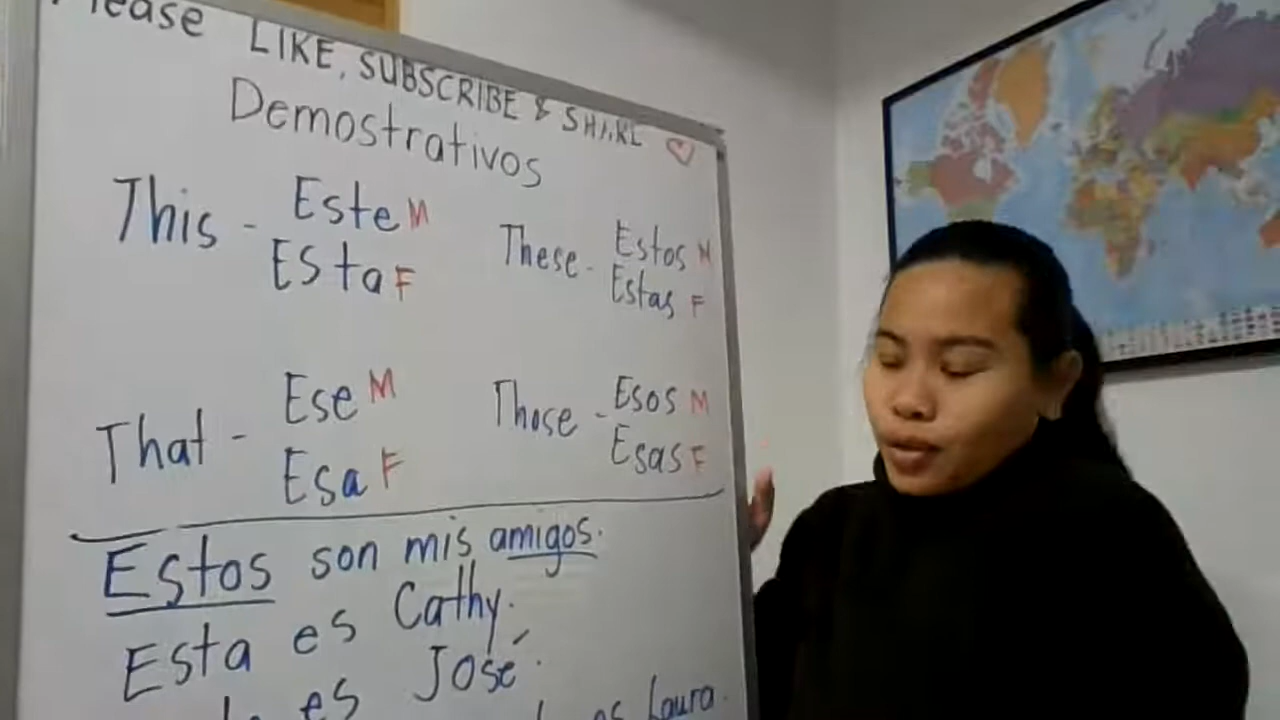 Please LIKE, SUBSCRIBE & SHARE
Demostrativos
This - Este M
Esta F
These - Estos M
Estas F
That - Ese M
Esa F
Those - Esos M
Esas F
Estos son mis amigos.
Esta es Cathy.
es José.
es Laura.